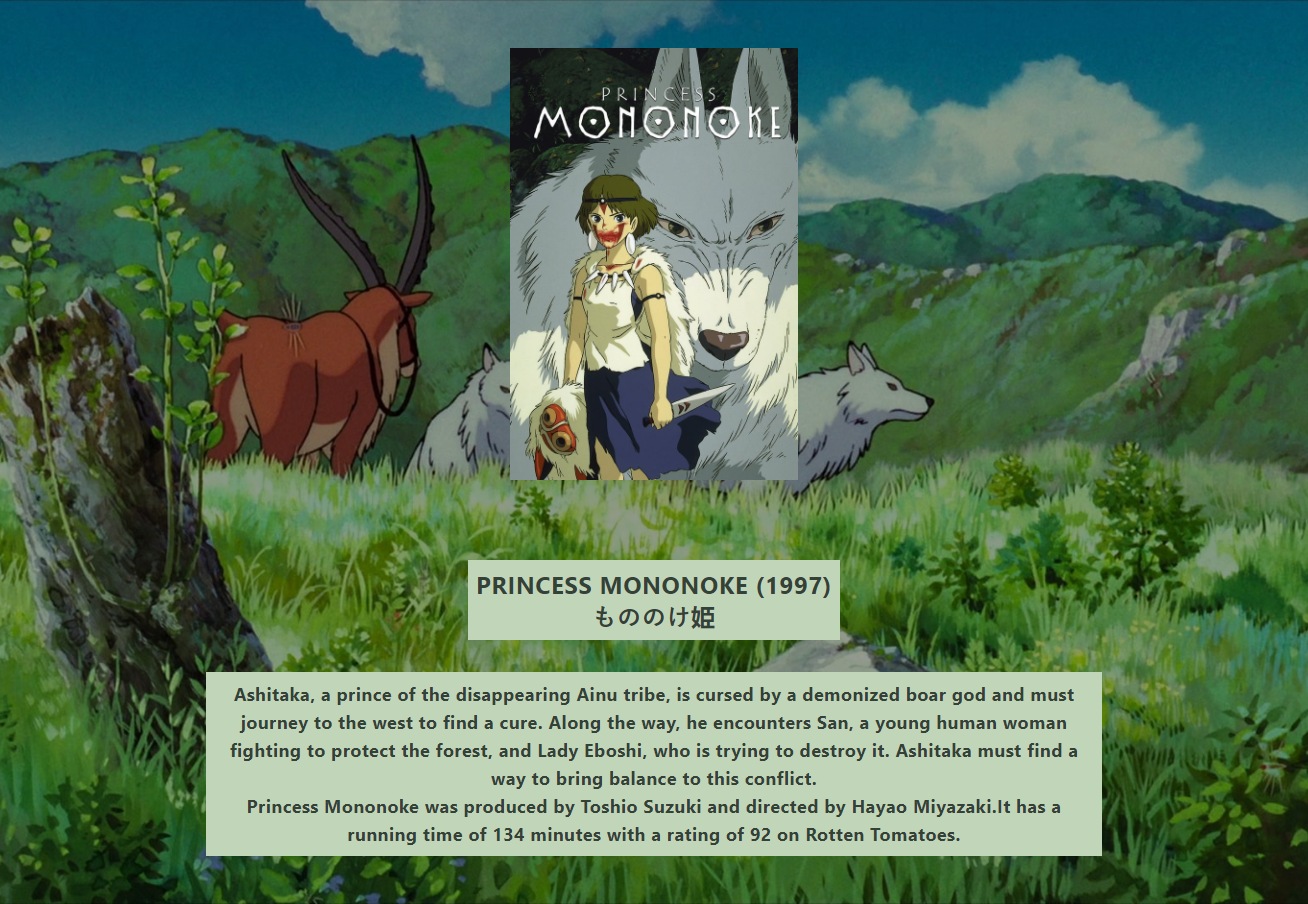 PRINCESS
MONONOKE
PRINCESS MONONOKE (1997)
もののけ姫
Ashitaka, a prince of the disappearing Ainu tribe, is cursed by a demonized boar god and must
journey to the west to find a cure. Along the way, he encounters San, a young human woman
fighting to protect the forest, and Lady Eboshi, who is trying to destroy it. Ashitaka must find a
way to bring balance to this conflict.
Princess Mononoke was produced by Toshio Suzuki and directed by Hayao Miyazaki.It has a
running time of 134 minutes with a rating of 92 on Rotten Tomatoes.